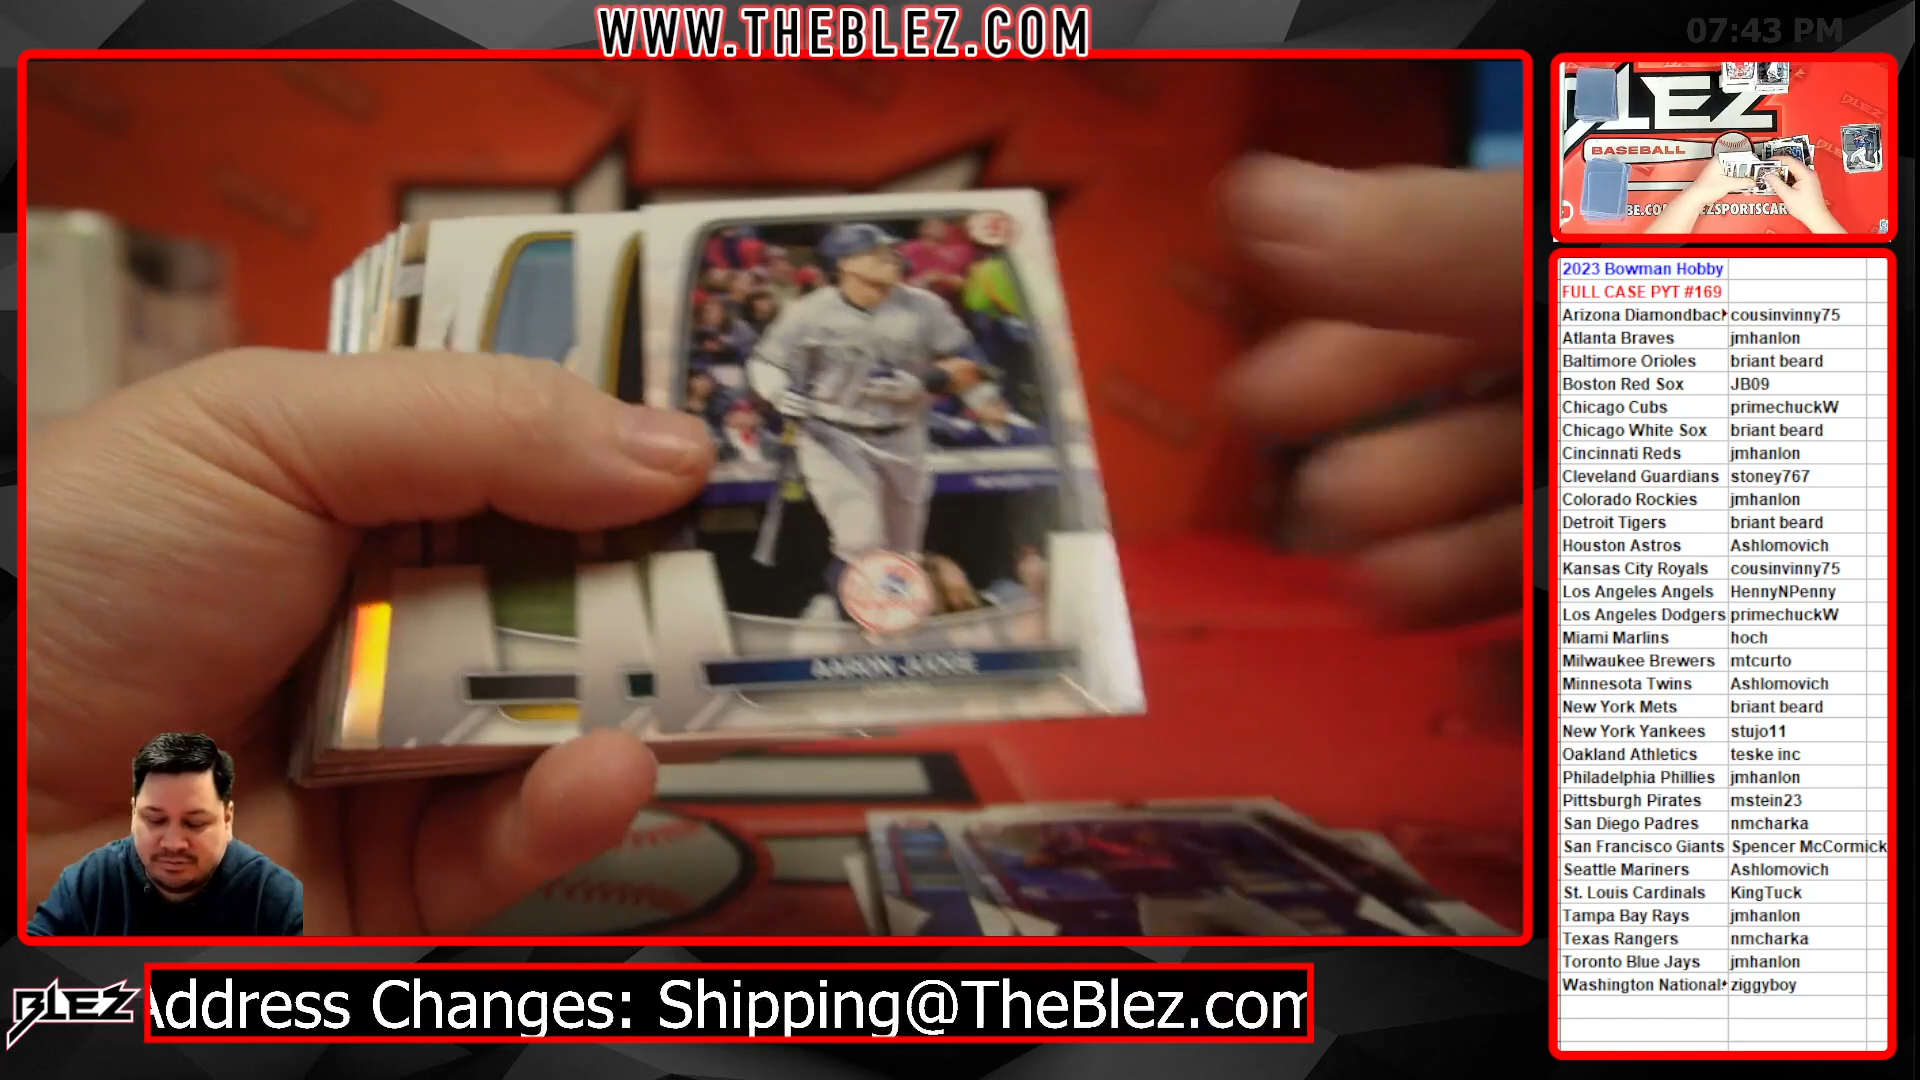 WWW.THEBLEZ.COM
07:43 PM
BLEZ
BASEBALL
AARON JUDGE
2023 Bowman Hobby
FULL CASE PYT #169
Arizona Diamondbac cousinvinny75
Atlanta Braves jmhanlon
Baltimore Orioles briant beard
Boston Red Sox JB09
Chicago Cubs primechuckW
Chicago White Sox briant beard
Cincinnati Reds jmhanlon
Cleveland Guardians stoney767
Colorado Rockies jmhanlon
Detroit Tigers briant beard
Houston Astros Ashlomovich
Kansas City Royals cousinvinny75
Los Angeles Angels HennyNPenny
Los Angeles Dodgers primechuckW
Miami Marlins hoch
Milwaukee Brewers mtcurto
Minnesota Twins Ashlomovich
New York Mets briant beard
New York Yankees stujo11
Oakland Athletics teske inc
Philadelphia Phillies jmhanlon
Pittsburgh Pirates mstein23
San Diego Padres nmcharka
San Francisco Giants Spencer McCormick
Seattle Mariners Ashlomovich
St. Louis Cardinals KingTuck
Tampa Bay Rays jmhanlon
Texas Rangers nmcharka
Toronto Blue Jays jmhanlon
Washington National ziggyboy
BLEZ
Address Changes: Shipping@TheBlez.com